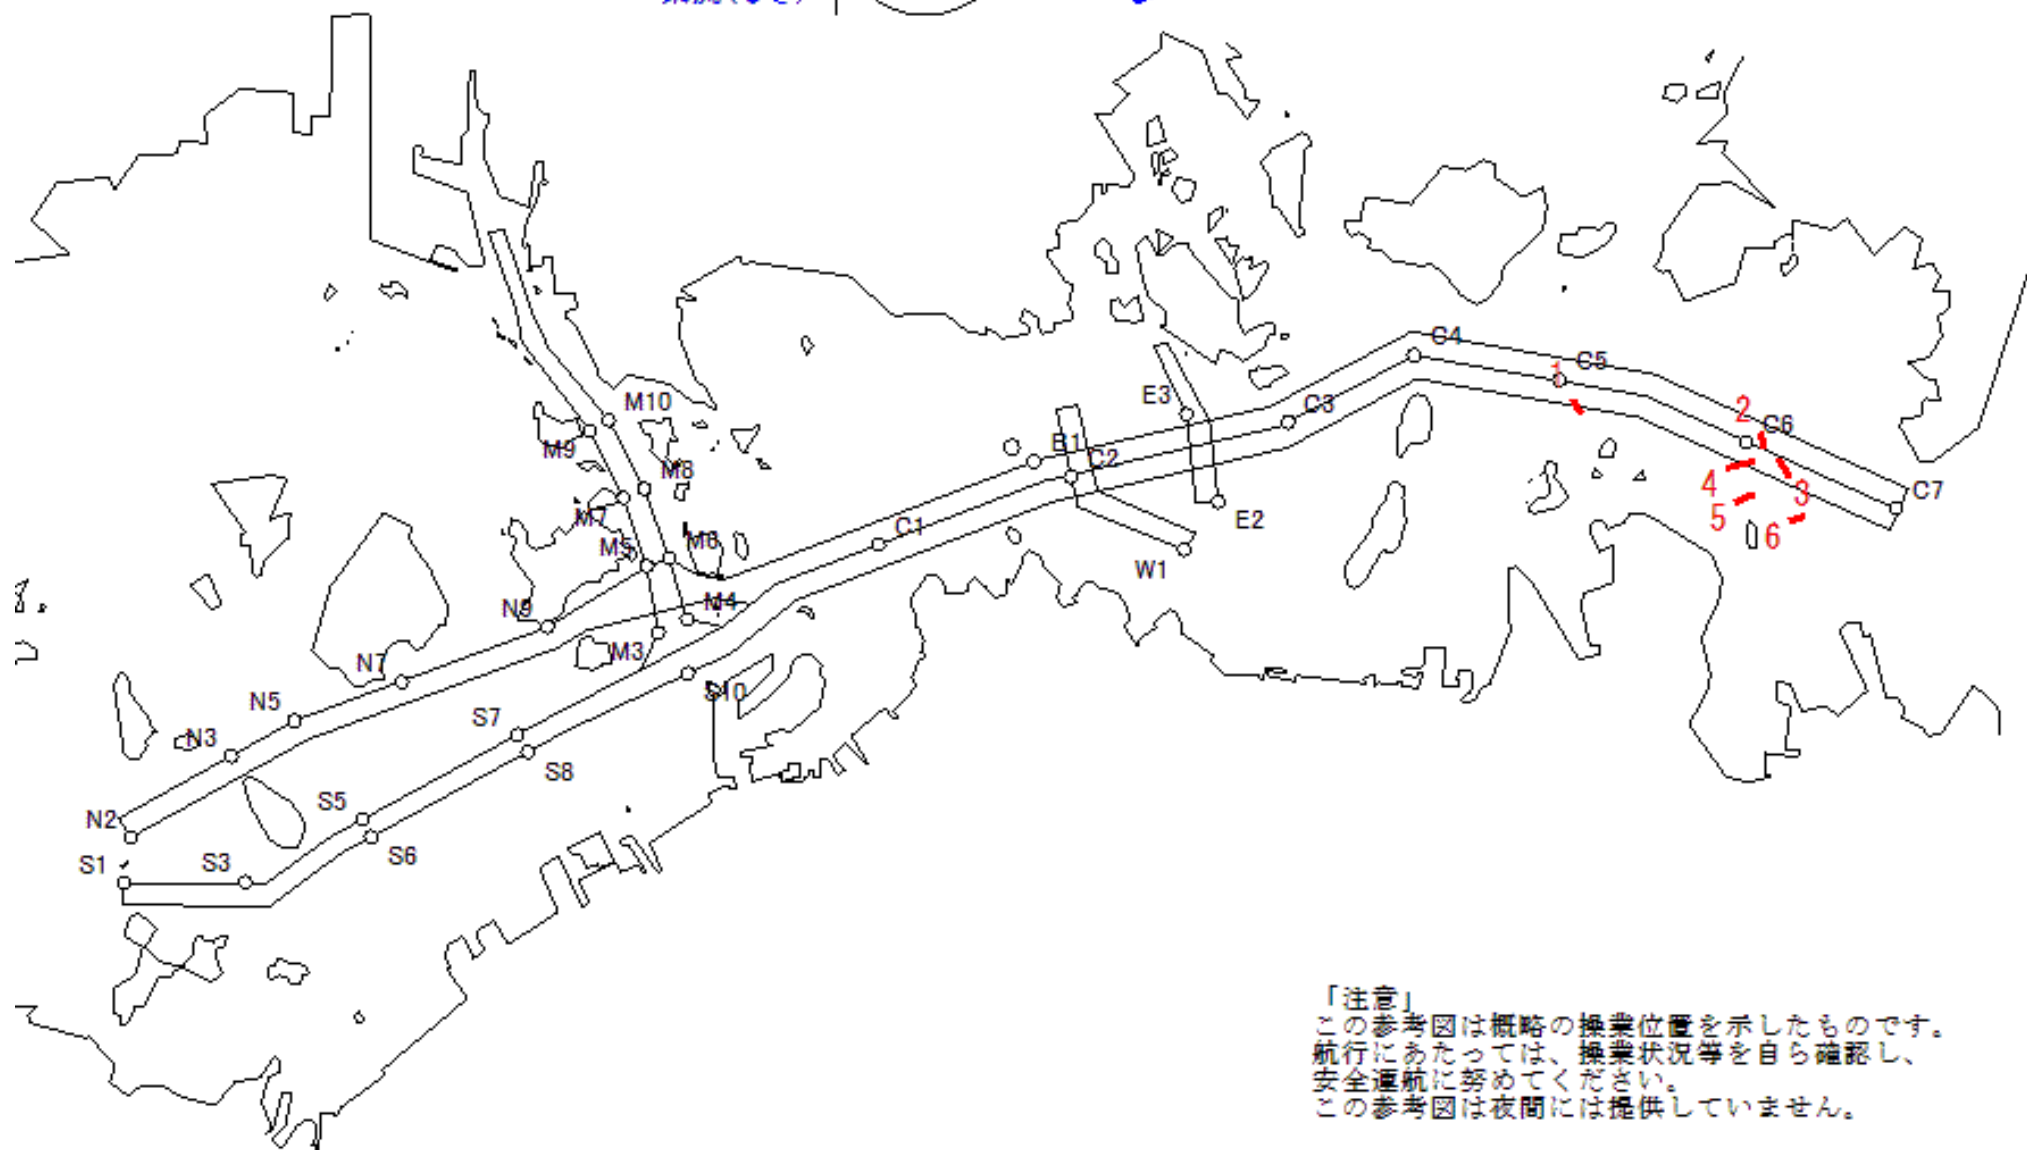 C4
C5
1
M10
E3
C3
2
C6
M9
B1
C2
M8
4
3
C7
M7
5
E2
6
C1
M5
M6
W1
N9
M4
M3
N7
S10
N5
S7
N3
S8
S5
N2
S6
S1
S3
「注意」
この参考図は概略の操業位置を示したものです。
航行にあたっては、操業状況等を自ら確認し、
安全運航に努めてください。
この参考図は夜間には提供していません。